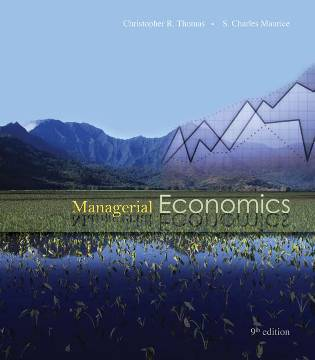 Christopher R. Thomas • S. Charles Maurice
Managerial Economics
9th edition